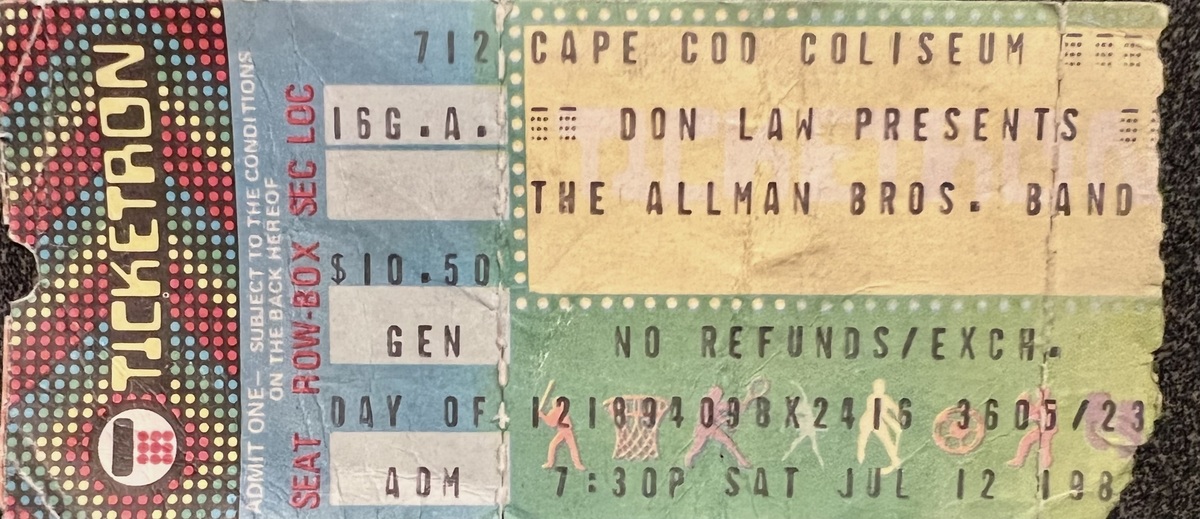 TICKETRON
ADMIT ONE— SUBJECT TO THE CONDITIONS
ON THE BACK HEREOF
SEAT ROW-BOX SEC LOC
712
16G.A.
$10.50
GEN
DAY OF
ADM
CAPE COD COLISEUM
DON LAW PRESENTS
THE ALLMAN BROS. BAND
NO REFUNDS/EXCH.
121894098X2416 3605/23
7:30P SAT JUL 12 198